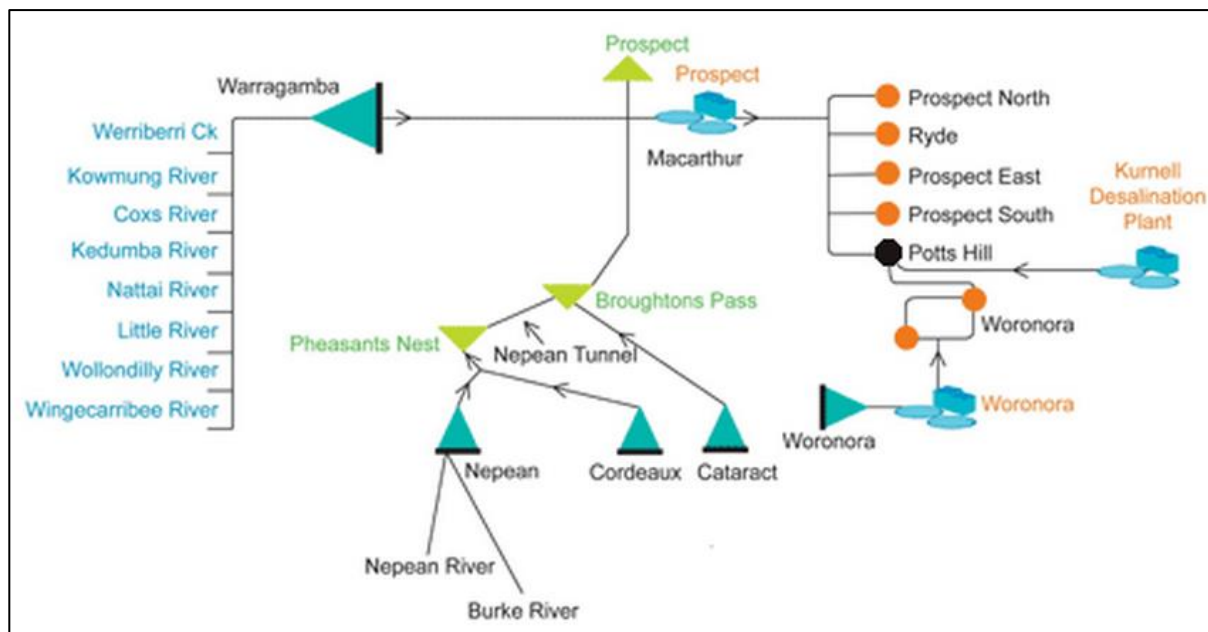 Prospect
Warragamba
Prospect
Macarthur
Werriberri Ck
Kowmung River
Coxs River
Kedumba River
Nattai River
Little River
Wollondilly River
Wingecarribee River
Prospect North
Ryde
Prospect East
Prospect South
Potts Hill
Kurnell
Desalination
Plant
Broughtons Pass
Pheasants Nest
Nepean Tunnel
Woronora
Woronora
Woronora
Nepean
Cordeaux
Cataract
Nepean River
Burke River